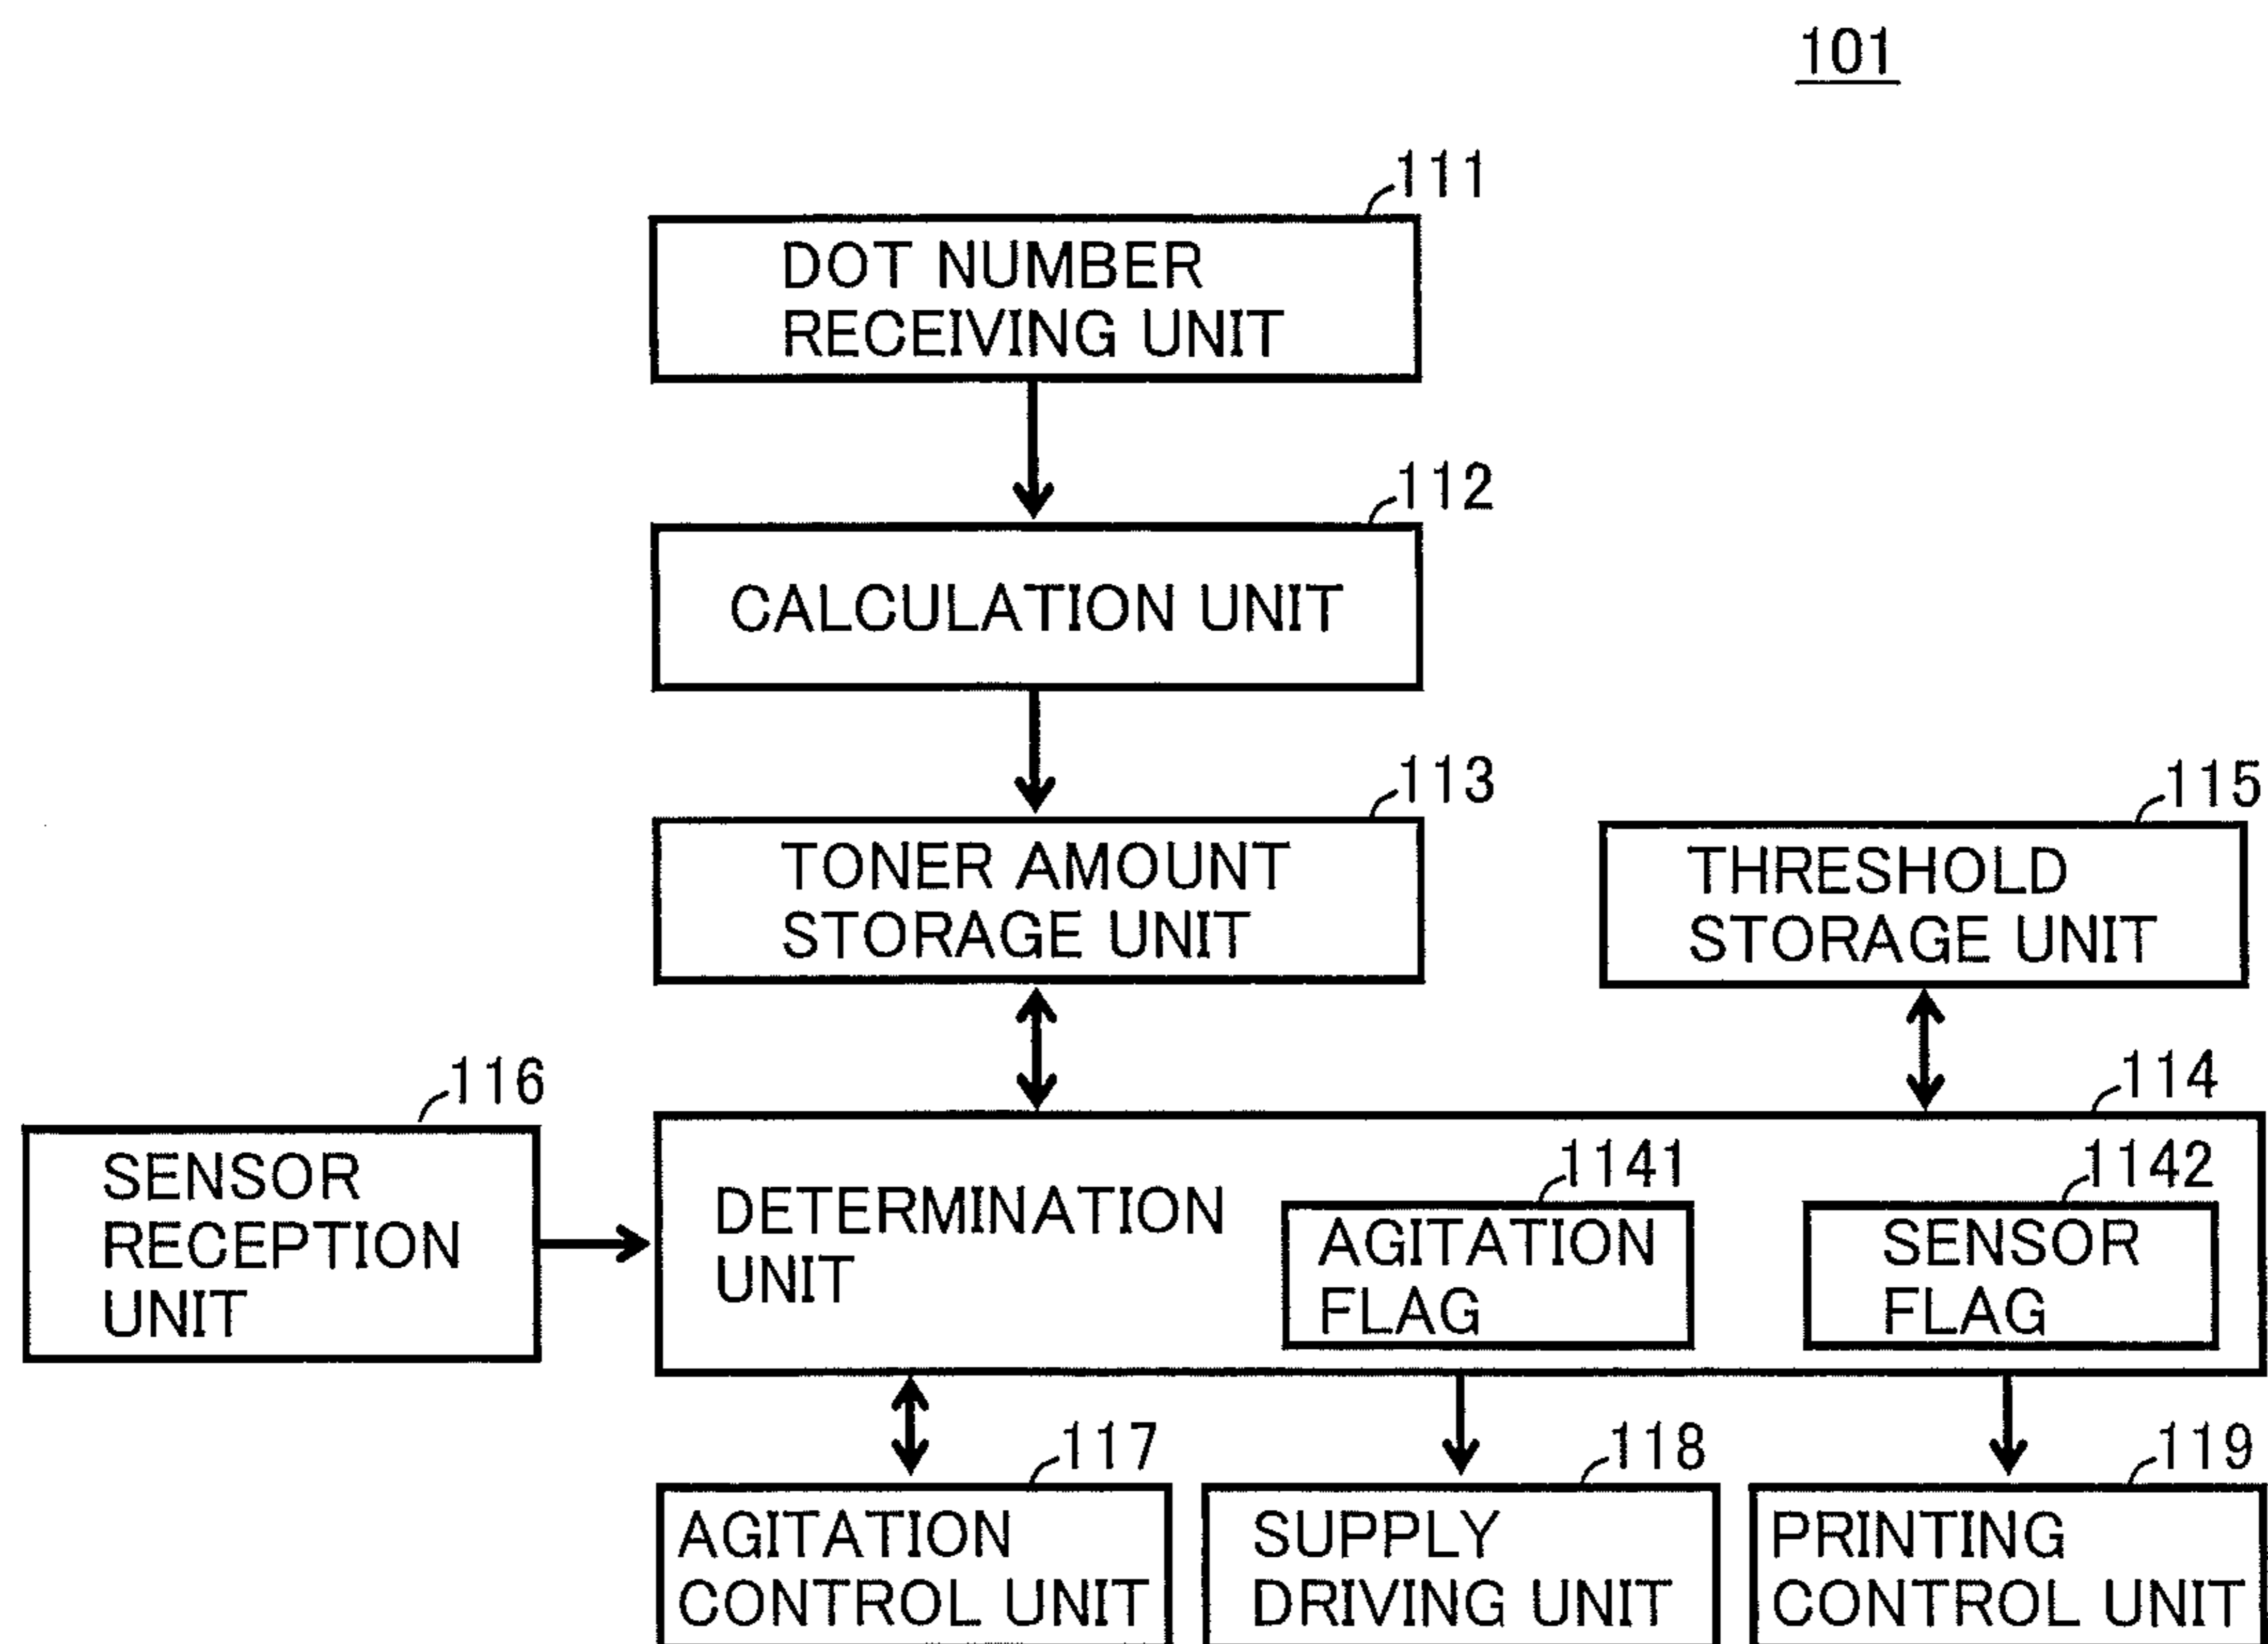 101
111
DOT NUMBER
RECEIVING UNIT
112
CALCULATION UNIT
113
TONER AMOUNT
STORAGE UNIT
115
THRESHOLD
STORAGE UNIT
116
SENSOR
RECEPTION
UNIT
114
DETERMINATION
UNIT
1141
AGITATION
FLAG
1142
SENSOR
FLAG
117
AGITATION
CONTROL UNIT
118
SUPPLY
DRIVING UNIT
119
PRINTING
CONTROL UNIT